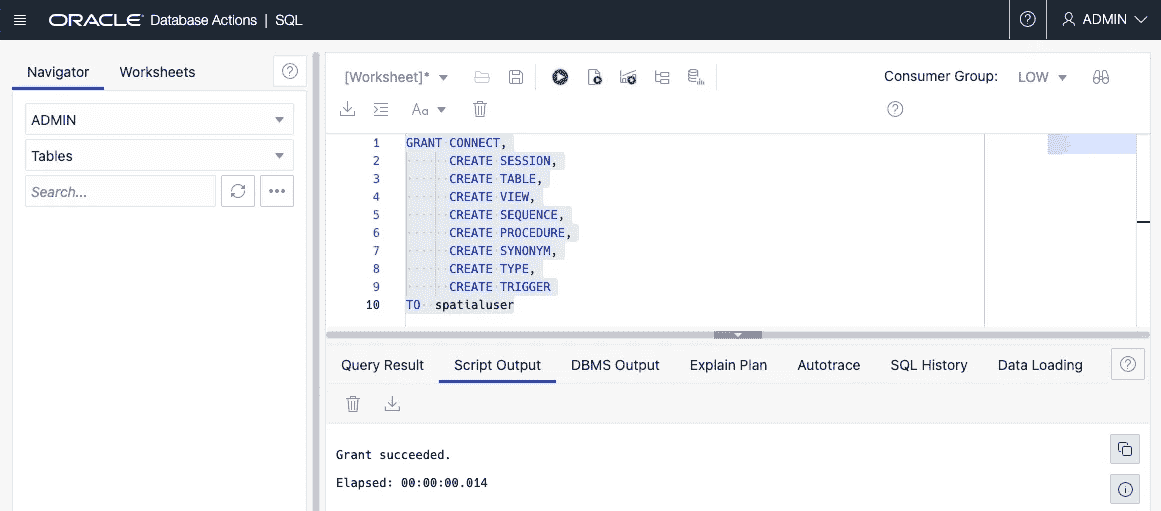 ORACLE Database Actions | SQL
ADMIN
Navigator Worksheets
ADMIN
Tables
Search...
[Worksheet]* Consumer Group: LOW
Aa
1 GRANT CONNECT,
2 CREATE SESSION,
3 CREATE TABLE,
4 CREATE VIEW,
5 CREATE SEQUENCE,
6 CREATE PROCEDURE,
7 CREATE SYNONYM,
8 CREATE TYPE,
9 CREATE TRIGGER
10 TO spatialuser
Query Result Script Output DBMS Output Explain Plan Autotrace SQL History Data Loading
Grant succeeded.
Elapsed: 00:00:00.014